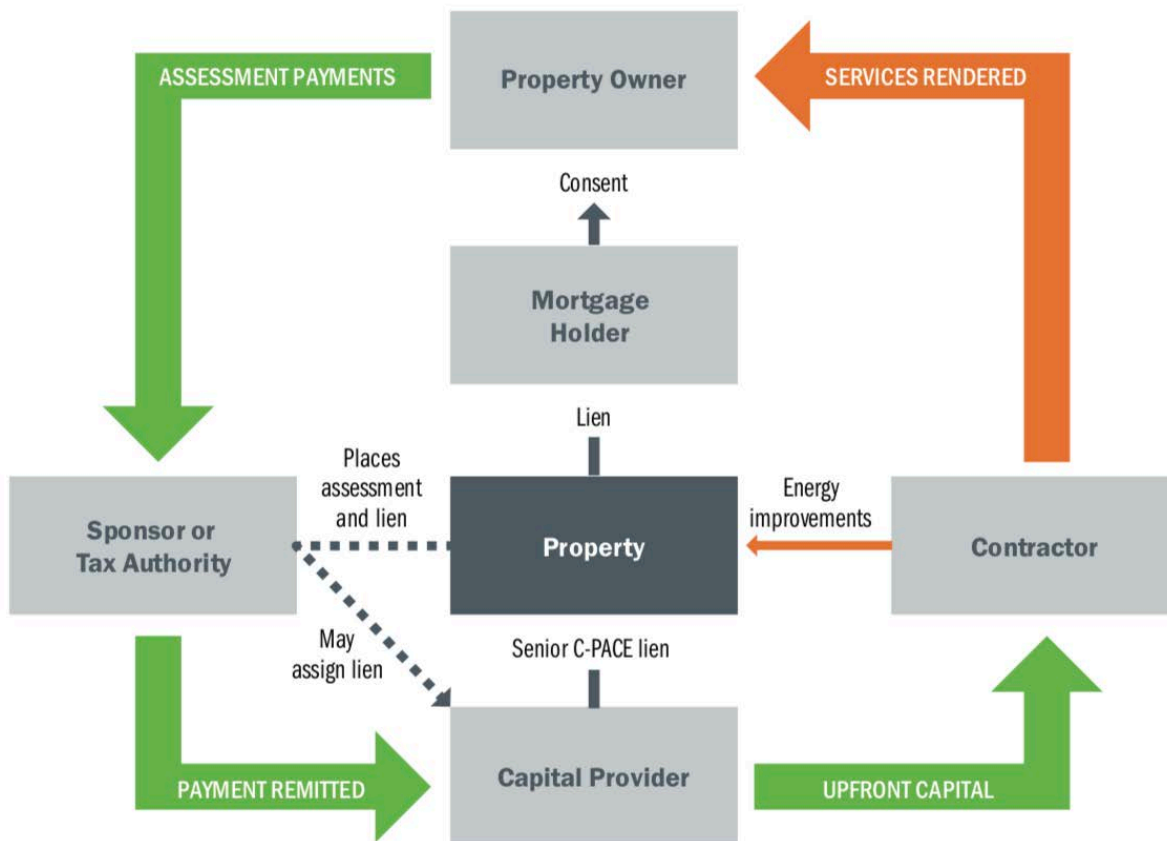 ASSESSMENT PAYMENTS
Property Owner
SERVICES RENDERED
Consent
Mortgage
Holder
Lien
Places
assessment
and lien
Energy
improvements
Sponsor or
Tax Authority
Property
Contractor
May
assign lien
Senior C-PACE lien
PAYMENT REMITTED
Capital Provider
UPFRONT CAPITAL